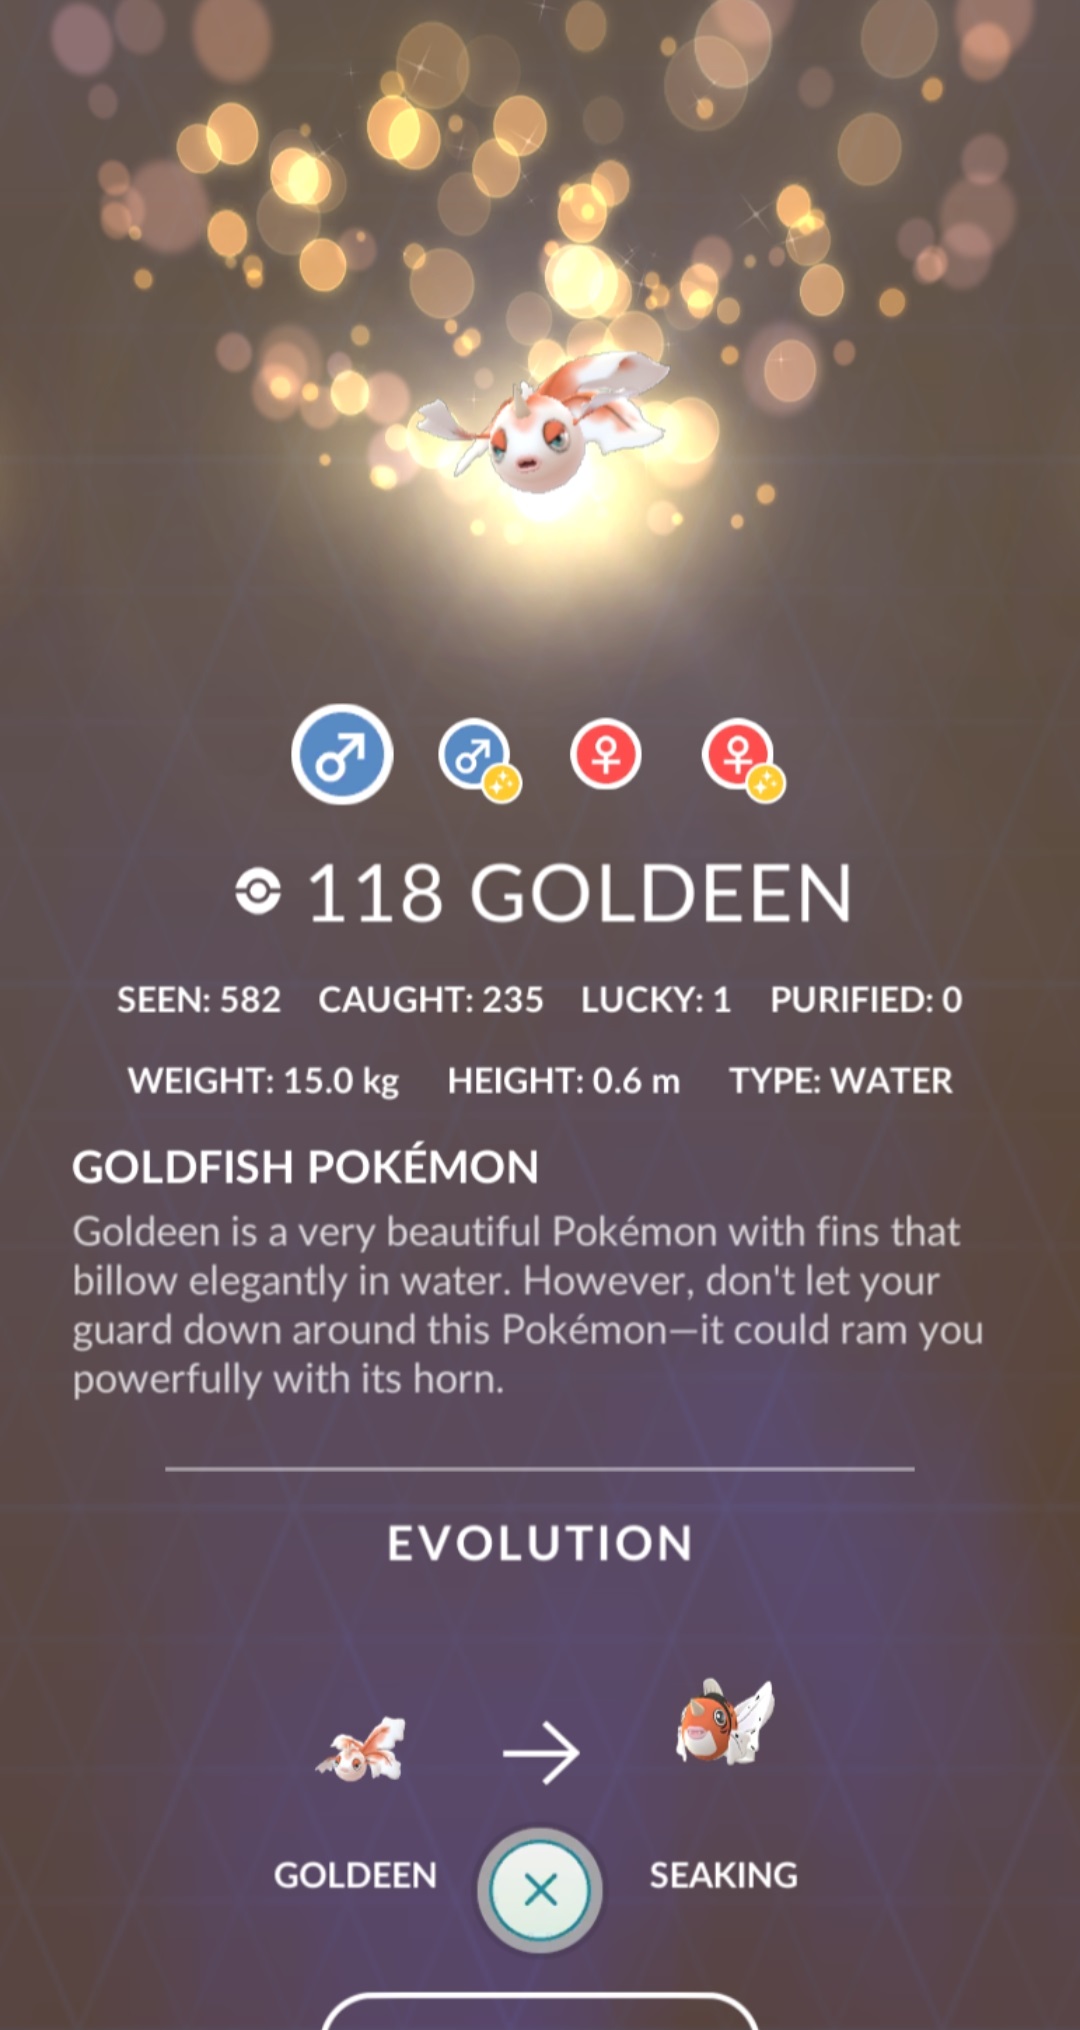 118 GOLDEEN
SEEN: 582 CAUGHT: 235 LUCKY: 1 PURIFIED: 0
WEIGHT: 15.0 kg HEIGHT: 0.6 m TYPE: WATER
GOLDFISH POKÉMON
Goldeen is a very beautiful Pokémon with fins that
billow elegantly in water. However, don't let your
guard down around this Pokémon—it could ram you
powerfully with its horn.
EVOLUTION
GOLDEEN SEAKING